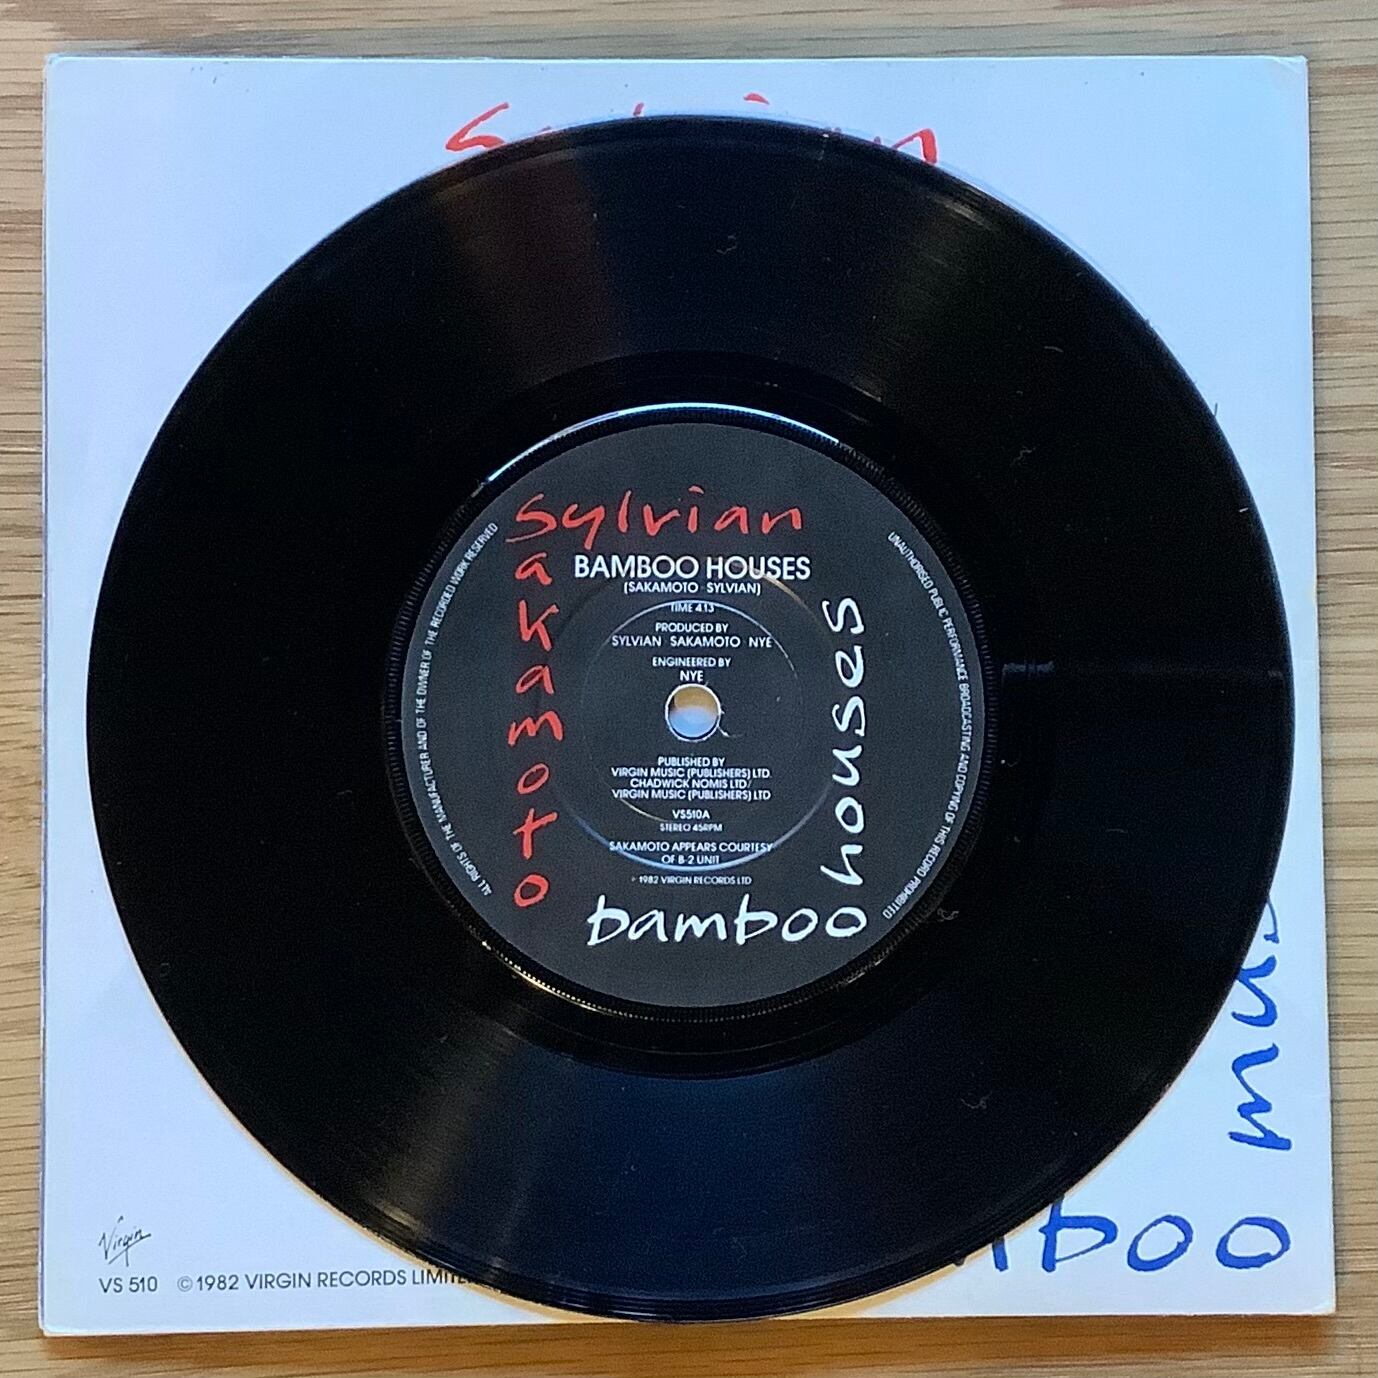 sylvian
sakamoto
BAMBOO HOUSES
(SAKAMOTO SYLVIAN)
TIME 4.13
PRODUCED BY
SYLVIAN SAKAMOTO NYE
ENGINEERED BY
NYE
PUBLISHED BY
VIRGIN MUSIC (PUBLISHERS) LTD.
CHADWICK NOMIS LTD/
VIRGIN MUSIC (PUBLISHERS) LTD
VS510A
STEREO 45RPM
SAKAMOTO APPEARS COURTESY
OF B-2 UNIT
℗ 1982 VIRGIN RECORDS LTD
bamboo
houses
ALL RIGHTS OF THE MANUFACTURER AND OF THE OWNER OF THE RECORDED WORK RESERVED
UNAUTHORISED PUBLIC PERFORMANCE BROADCASTING AND COPYING OF THIS RECORD PROHIBITED
Virgin
VS 510 © 1982 VIRGIN RECORDS